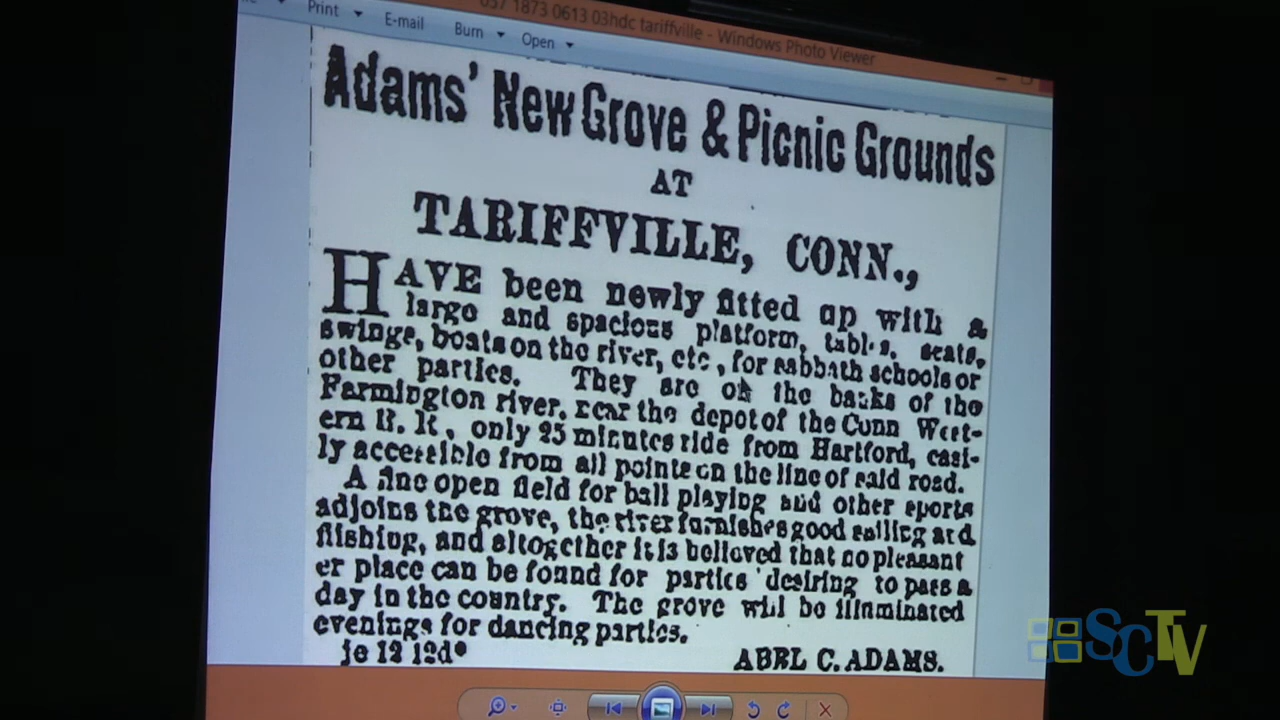 Print E-mail Burn Open
037 1873 0613 03hdc tariffville - Windows Photo Viewer
Adams' New Grove & Picnic Grounds
AT
TARIFFVILLE, CONN.,
HAVE been newly fitted up with a
large and spacious platform, tables, seats,
swings, boats on the river, etc., for sabbath schools or
other parties. They are on the banks of the
Farmington river, near the depot of the Conn West-
ern R. R., only 25 minutes ride from Hartford, easi-
ly accessible from all points on the line of said road.
A fine open field for ball playing and other sports
adjoins the grove, the river furnishes good sailing and
fiishing, and altogether it is believed that no pleasant
er place can be found for parties desiring to pass a
day in the country. The grove will be illuminated
evenings for dancing parties.
je 12 12d*
ABEL C. ADAMS.
SCTV